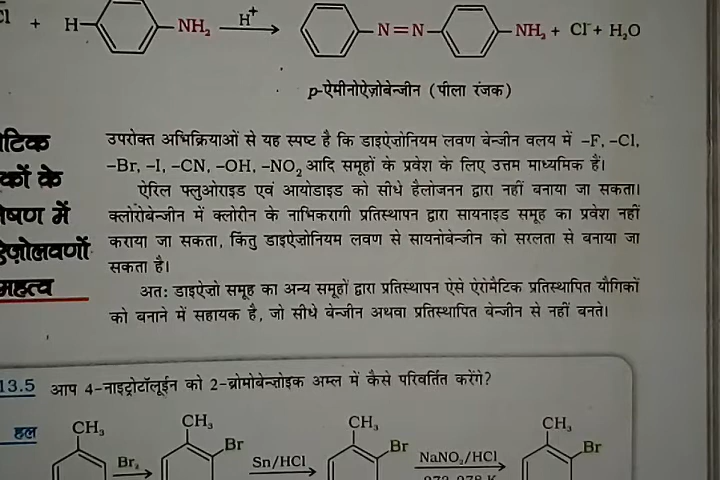 + H NH₂ H⁺ N=N NH₂ + Cl⁻ + H₂O
p-ऐमीनोऐज़ोबेन्जीन (पीला रंजक)
उपरोक्त अभिक्रियाओं से यह स्पष्ट है कि डाइऐज़ोनियम लवण बेन्जीन वलय में –F, –Cl,
–Br, –I, –CN, –OH, –NO₂ आदि समूहों के प्रवेश के लिए उत्तम माध्यमिक हैं।
ऐरिल फ्लुओराइड एवं आयोडाइड को सीधे हैलोजनन द्वारा नहीं बनाया जा सकता।
क्लोरोबेन्जीन में क्लोरीन के नाभिकरागी प्रतिस्थापन द्वारा सायनाइड समूह का प्रवेश नहीं
कराया जा सकता, किंतु डाइऐज़ोनियम लवण से सायनोबेन्जीन को सरलता से बनाया जा
सकता है।
अत: डाइऐज़ो समूह का अन्य समूहों द्वारा प्रतिस्थापन ऐसे ऐरोमैटिक प्रतिस्थापित यौगिकों
को बनाने में सहायक है, जो सीधे बेन्जीन अथवा प्रतिस्थापित बेन्जीन से नहीं बनते।
टिक
कों के
षण में
ज़ोलवणों
महत्व
13.5 आप 4-नाइट्रोटॉलूईन को 2-ब्रोमोबेन्ज़ोइक अम्ल में कैसे परिवर्तित करेंगे?
हल
CH₃ CH₃ CH₃ CH₃
Br₂ Br Sn/HCl Br NaNO₂/HCl Br
273-278 K